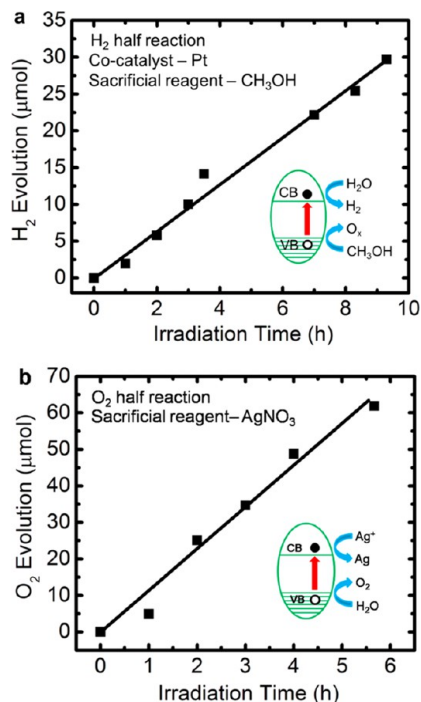 a
H₂ half reaction
Co-catalyst – Pt
Sacrificial reagent – CH₃OH
35
30
25
20
15
10
5
0
H₂ Evolution (µmol)
CB
VB
H₂O
H₂
Oₓ
CH₃OH
0 2 4 6 8 10
Irradiation Time (h)
b
O₂ half reaction
Sacrificial reagent– AgNO₃
70
60
50
40
30
20
10
0
O₂ Evolution (µmol)
CB
VB
Ag⁺
Ag
O₂
H₂O
0 1 2 3 4 5 6
Irradiation Time (h)